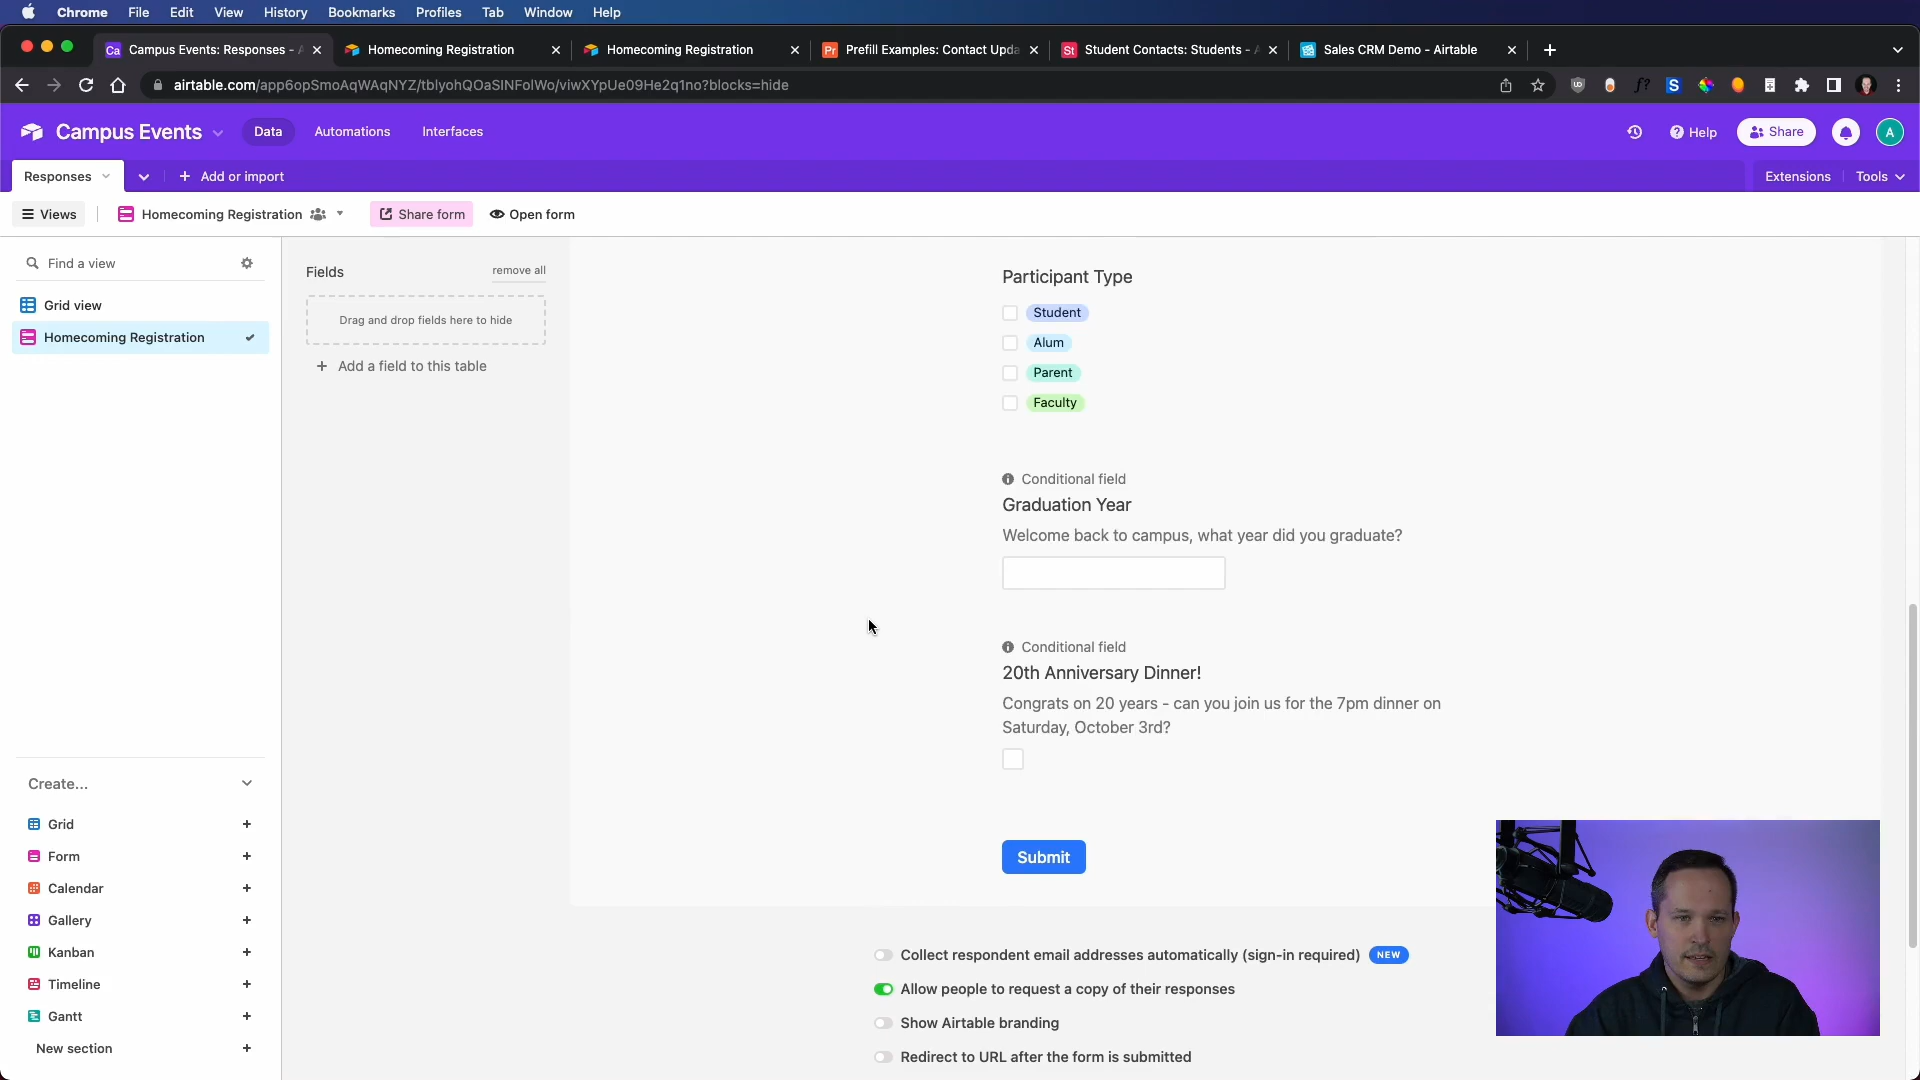 Chrome File Edit View History Bookmarks Profiles Tab Window Help
Ca Campus Events: Responses - A
Homecoming Registration
Homecoming Registration
Pr Prefill Examples: Contact Upda
St Student Contacts: Students - A
Sales CRM Demo - Airtable
airtable.com/app6opSmoAqWAqNYZ/tblyohQOaSINFolWo/viwXYpUe09He2q1no?blocks=hide
f? S
Campus Events Data Automations Interfaces
Help Share A
Responses Add or import Extensions Tools
Views Homecoming Registration Share form Open form
Find a view
Grid view
Homecoming Registration
Create...
Grid
Form
Calendar
Gallery
Kanban
Timeline
Gantt
New section
Fields remove all
Drag and drop fields here to hide
Add a field to this table
Participant Type
Student
Alum
Parent
Faculty
Conditional field
Graduation Year
Welcome back to campus, what year did you graduate?
Conditional field
20th Anniversary Dinner!
Congrats on 20 years - can you join us for the 7pm dinner on
Saturday, October 3rd?
Submit
Collect respondent email addresses automatically (sign-in required) NEW
Allow people to request a copy of their responses
Show Airtable branding
Redirect to URL after the form is submitted